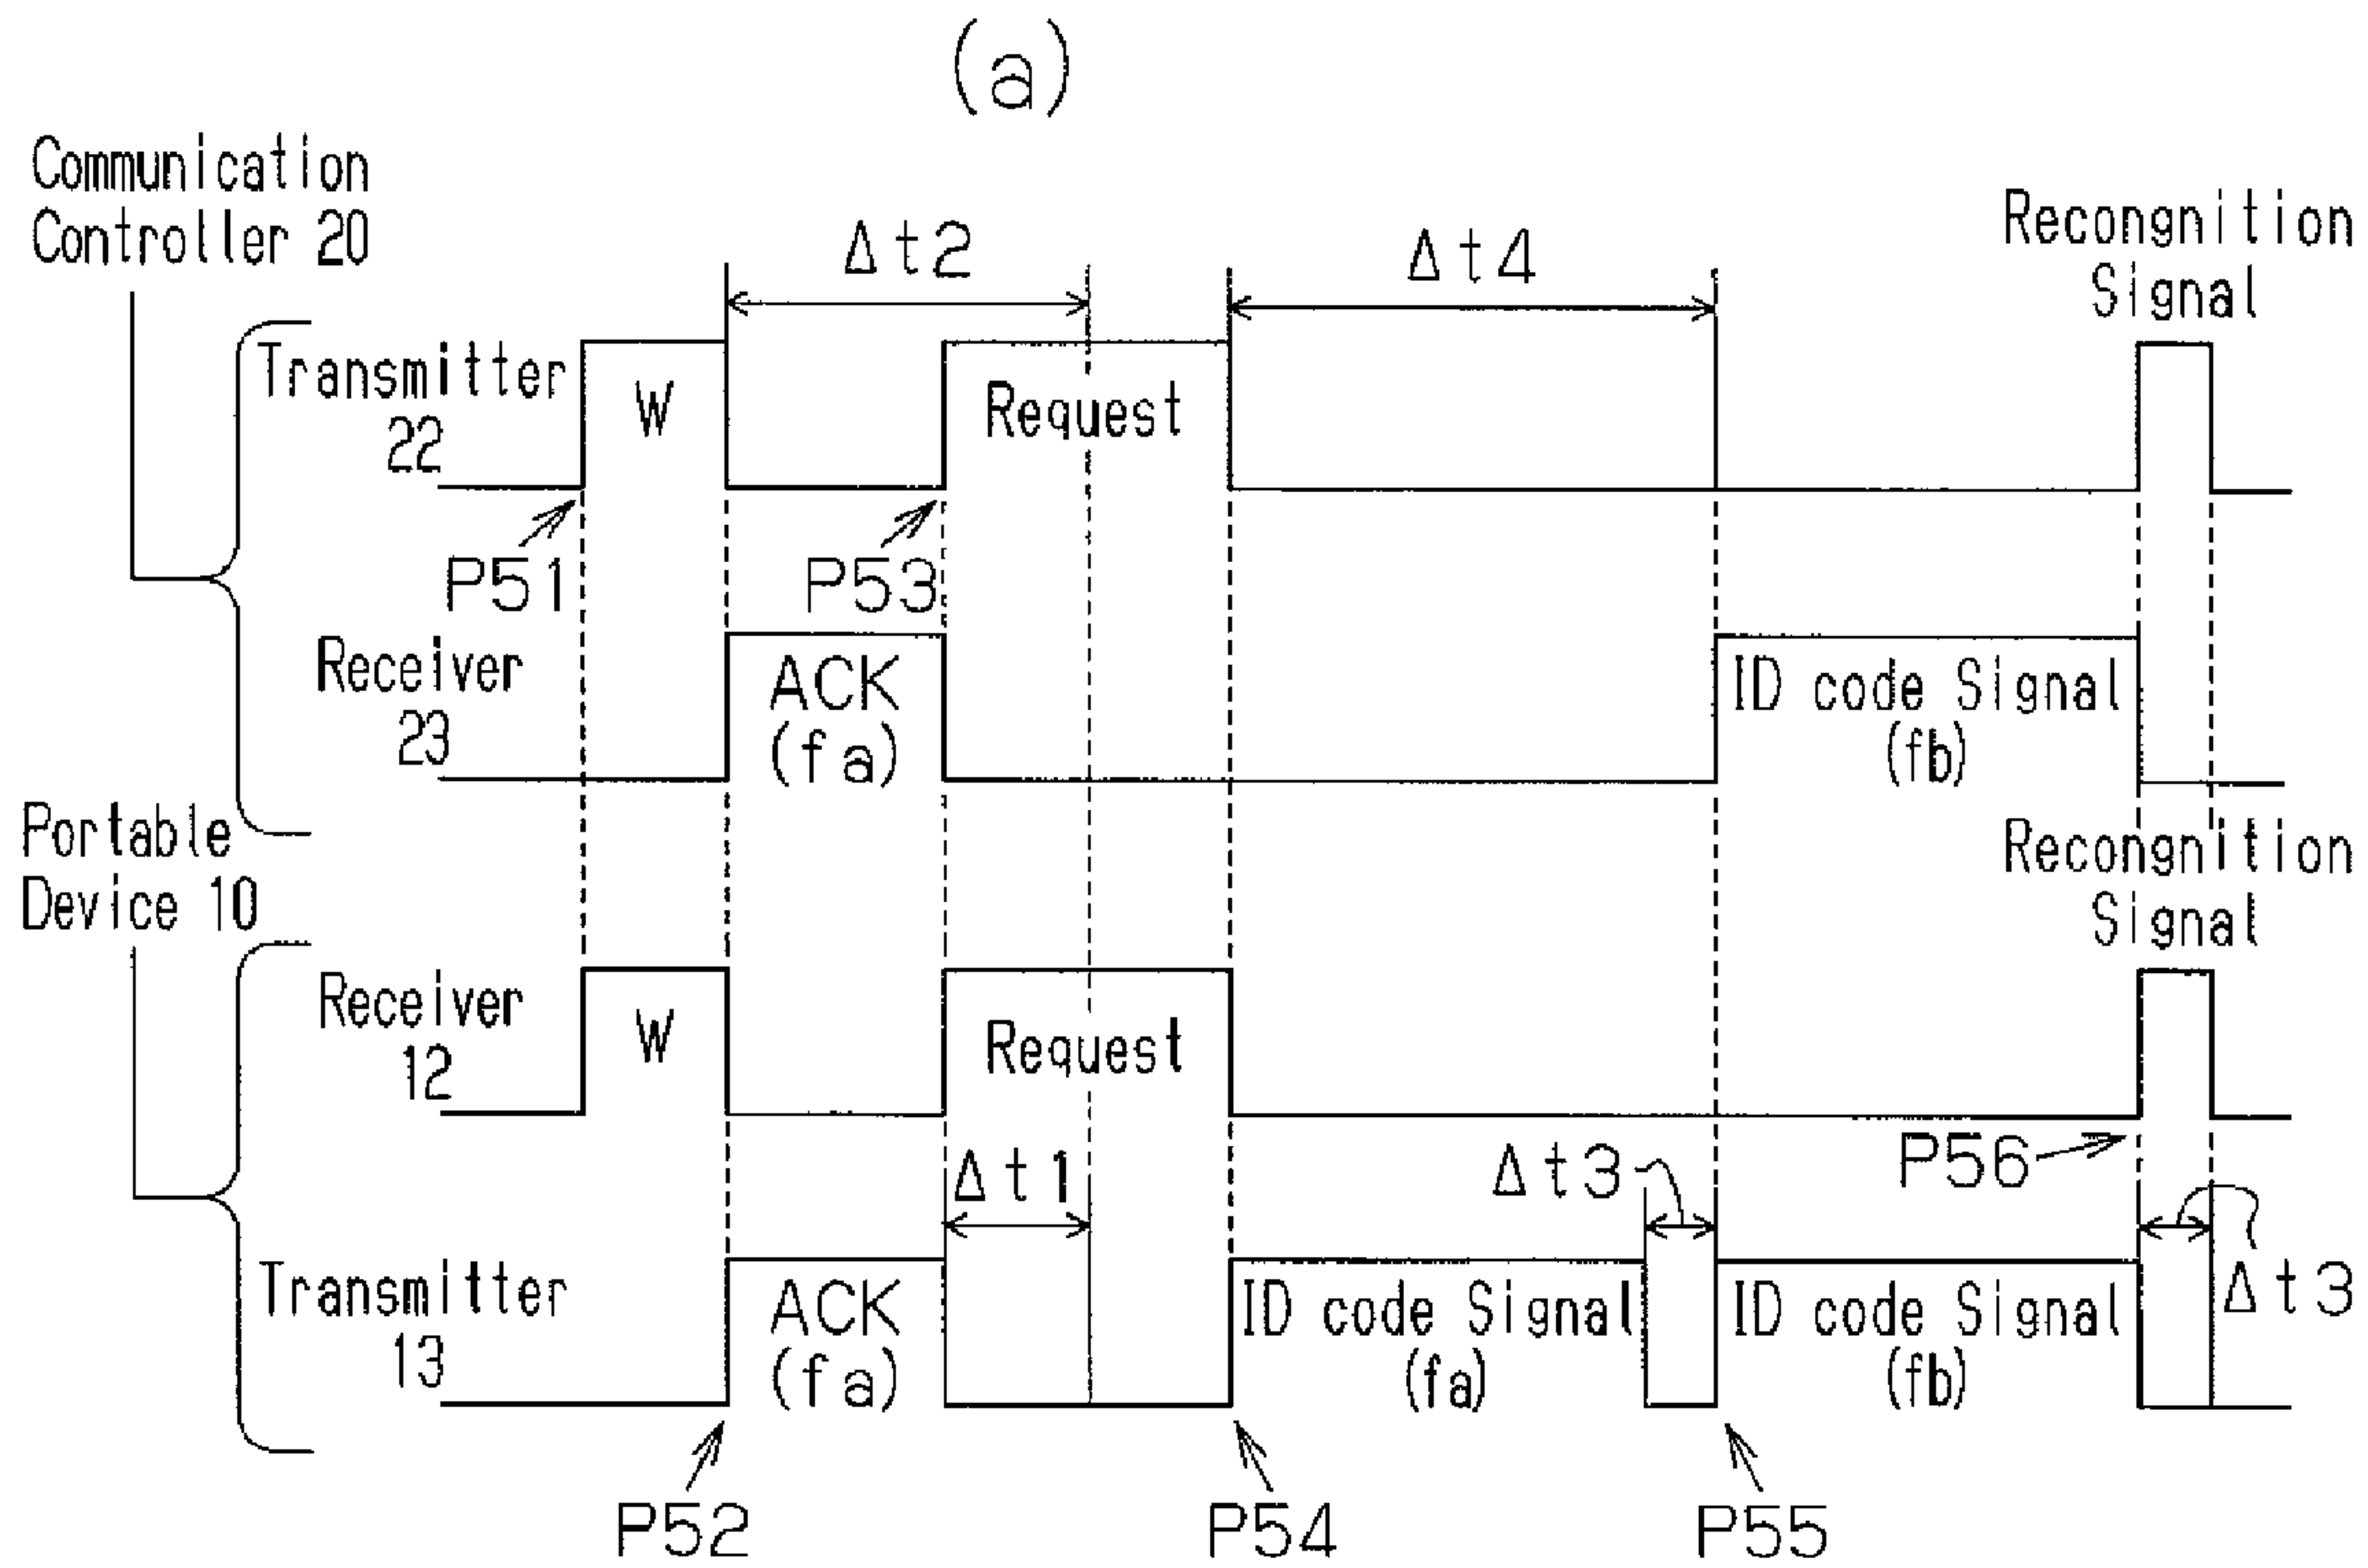 (a)
Communication
Controller 20
Δt2
Δt4
Recongnition
Signal
Transmitter
22
W
Request
P51
P53
Receiver
23
ACK
(fa)
ID code Signal
(fb)
Portable
Device 10
Recongnition
Signal
Receiver
12
W
Request
Δt1
Δt3
P56
Transmitter
13
ACK
(fa)
ID code Signal
(fa)
ID code Signal
(fb)
Δt3
P52
P54
P55